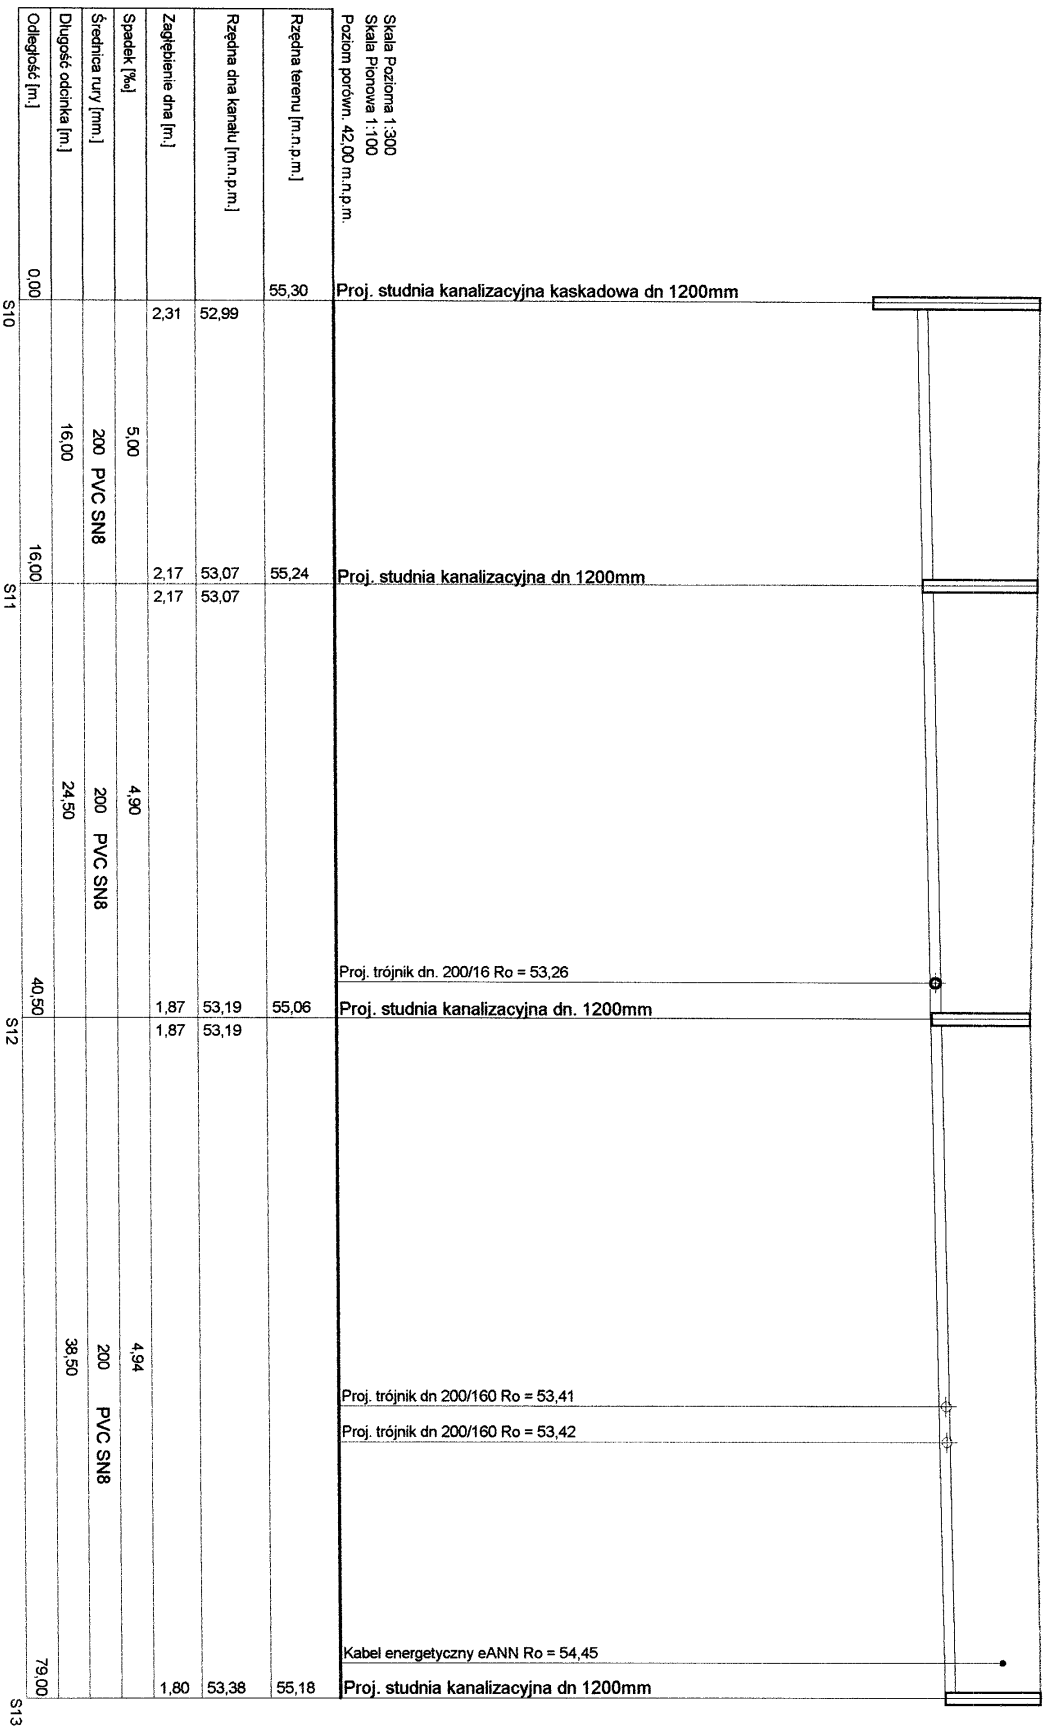 Skala Pozioma 1:300
Skala Pionowa 1:100
Poziom porówn. 42,00 m.n.p.m.
Proj. studnia kanalizacyjna kaskadowa dn 1200mm
Proj. studnia kanalizacyjna dn 1200mm
Proj. trójnik dn. 200/16 Ro = 53,26
Proj. studnia kanalizacyjna dn. 1200mm
Proj. trójnik dn 200/160 Ro = 53,41
Proj. trójnik dn 200/160 Ro = 53,42
Kabel energetyczny eANN Ro = 54,45
Proj. studnia kanalizacyjna dn 1200mm
Rzędna terenu [m.n.p.m.] 55,30 55,24 55,06 55,18
Rzędna dna kanału [m.n.p.m.] 52,99 53,07 53,07 53,19 53,19 53,38
Zagłębienie dna [m.] 2,31 2,17 2,17 1,87 1,87 1,80
Spadek [‰] 5,00 4,90 4,94
Średnica rury [mm.] 200 PVC SN8 200 PVC SN8 200 PVC SN8
Długość odcinka [m.] 16,00 24,50 38,50
Odległość [m.] 0,00 16,00 40,50 79,00
S10 S11 S12 S13